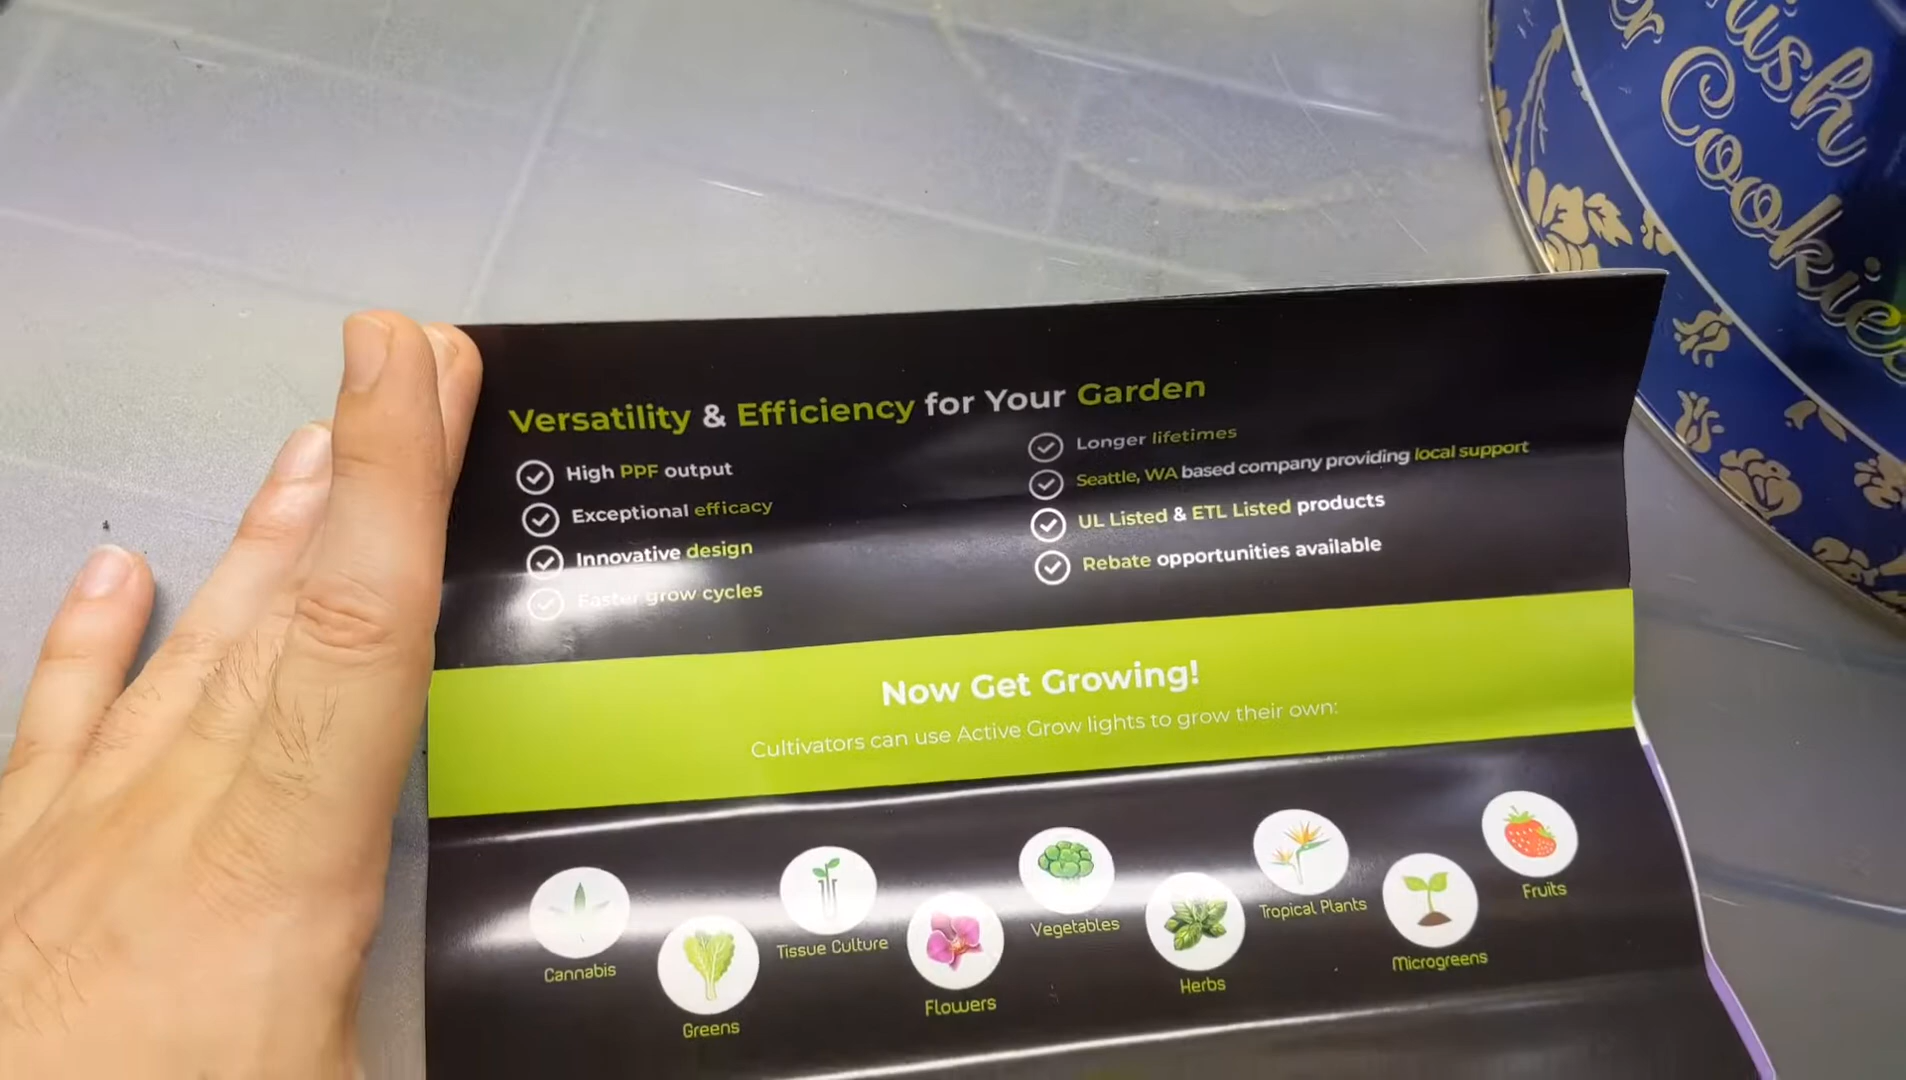 Versatility & Efficiency for Your Garden
High PPF output
Exceptional efficacy
Innovative design
Faster grow cycles
Longer lifetimes
Seattle, WA based company providing local support
UL Listed & ETL Listed products
Rebate opportunities available
Now Get Growing!
Cultivators can use Active Grow lights to grow their own:
Cannabis
Greens
Tissue Culture
Flowers
Vegetables
Herbs
Tropical Plants
Microgreens
Fruits
Cookies